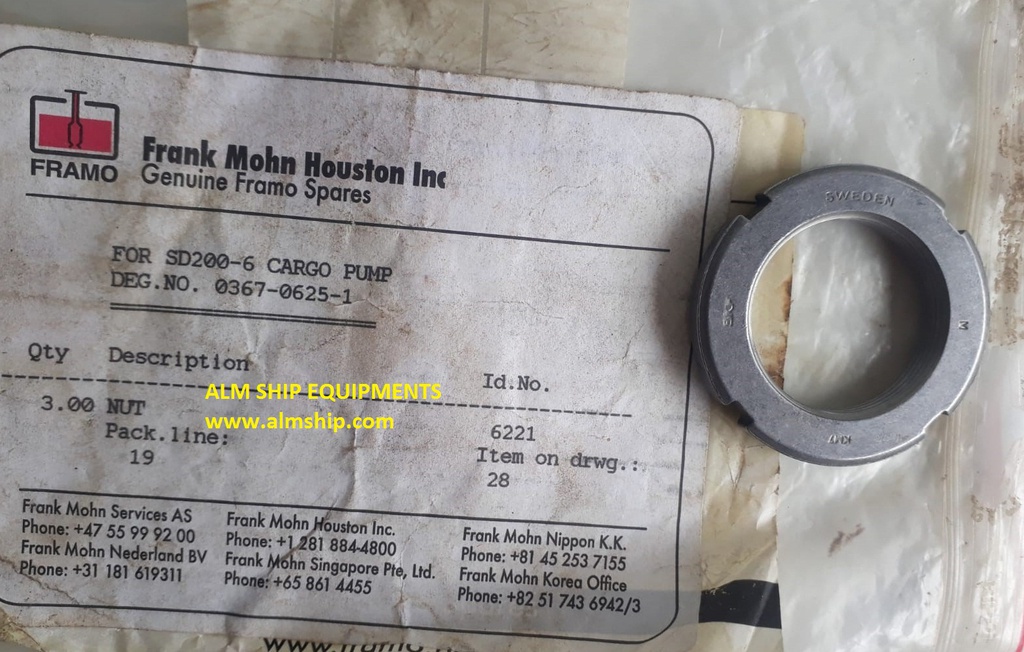 FRAMO
Frank Mohn Houston Inc
Genuine Framo Spares
FOR SD200-6 CARGO PUMP
DEG.NO. 0367-0625-1
Qty Description Id.No.
3.00 NUT 6221
Pack.line: Item on drwg.:
19 28
ALM SHIP EQUIPMENTS
www.almship.com
Frank Mohn Services AS
Phone: +47 55 99 92 00
Frank Mohn Nederland BV
Phone: +31 181 619311
Frank Mohn Houston Inc.
Phone: +1 281 884-4800
Frank Mohn Singapore Pte, Ltd.
Phone: +65 861 4455
Frank Mohn Nippon K.K.
Phone: +81 45 253 7155
Frank Mohn Korea Office
Phone: +82 51 743 6942/3
SWEDEN
M
KM7